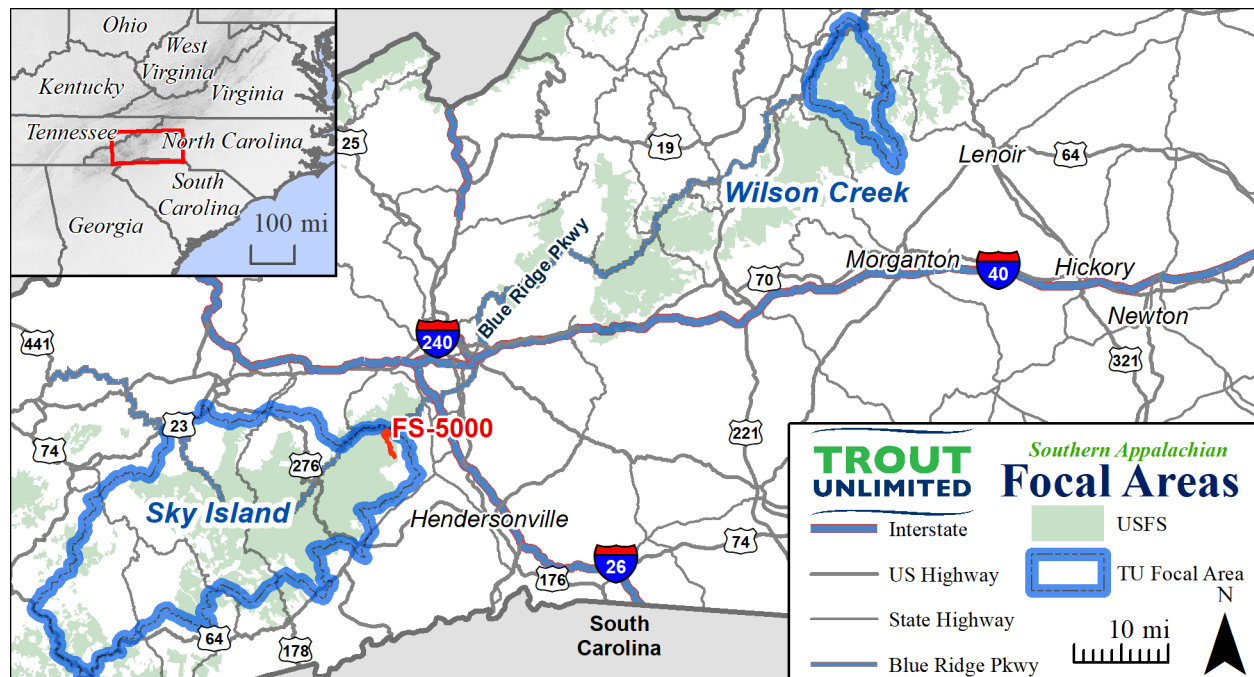 Ohio
West
Virginia
Kentucky
Virginia
Tennessee
North Carolina
South
Carolina
Georgia
100 mi
25
19
Lenoir
64
Wilson Creek
Blue Ridge Pkwy
Morganton
40
Hickory
70
Newton
441
240
321
23
FS-5000
74
276
221
Sky Island
Hendersonville
74
26
176
64
178
South
Carolina
TROUT
UNLIMITED
Southern Appalachian
Focal Areas
Interstate
USFS
US Highway
TU Focal Area
N
State Highway
10 mi
Blue Ridge Pkwy